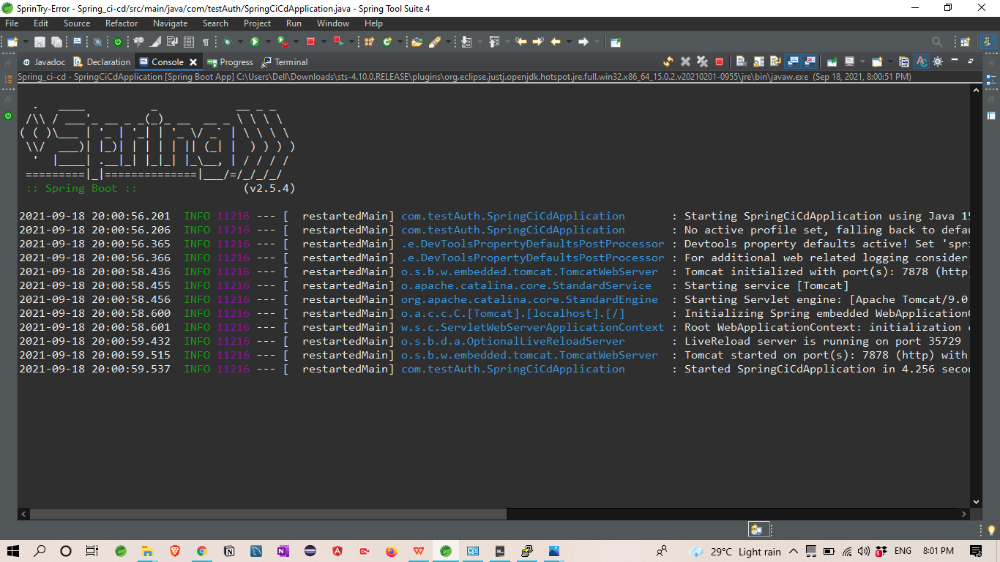 SprinTry-Error - Spring_ci-cd/src/main/java/com/testAuth/SpringCiCdApplication.java - Spring Tool Suite 4
File Edit Source Refactor Navigate Search Project Run Window Help
@ Javadoc Declaration Console Progress Terminal
Spring_ci-cd - SpringCiCdApplication [Spring Boot App] C:\Users\Dell\Downloads\sts-4.10.0.RELEASE\plugins\org.eclipse.justj.openjdk.hotspot.jre.full.win32.x86_64_15.0.2.v20210201-0955\jre\bin\javaw.exe (Sep 18, 2021, 8:00:51 PM)
  .   ____          _            __ _ _
 /\\ / ___'_ __ _ _(_)_ __  __ _ \ \ \ \
( ( )\___ | '_ | '_| | '_ \/ _` | \ \ \ \
 \\/  ___)| |_)| | | | | || (_| |  ) ) ) )
  '  |____| .__|_| |_|_| |_\__, | / / / /
 =========|_|==============|___/=/_/_/_/
 :: Spring Boot ::                (v2.5.4)
2021-09-18 20:00:56.201  INFO 11216 --- [  restartedMain] com.testAuth.SpringCiCdApplication       : Starting SpringCiCdApplication using Java 15
2021-09-18 20:00:56.206  INFO 11216 --- [  restartedMain] com.testAuth.SpringCiCdApplication       : No active profile set, falling back to defau
2021-09-18 20:00:56.365  INFO 11216 --- [  restartedMain] .e.DevToolsPropertyDefaultsPostProcessor : Devtools property defaults active! Set 'spri
2021-09-18 20:00:56.366  INFO 11216 --- [  restartedMain] .e.DevToolsPropertyDefaultsPostProcessor : For additional web related logging consider
2021-09-18 20:00:58.436  INFO 11216 --- [  restartedMain] o.s.b.w.embedded.tomcat.TomcatWebServer  : Tomcat initialized with port(s): 7878 (http)
2021-09-18 20:00:58.455  INFO 11216 --- [  restartedMain] o.apache.catalina.core.StandardService   : Starting service [Tomcat]
2021-09-18 20:00:58.456  INFO 11216 --- [  restartedMain] org.apache.catalina.core.StandardEngine  : Starting Servlet engine: [Apache Tomcat/9.0
2021-09-18 20:00:58.600  INFO 11216 --- [  restartedMain] o.a.c.c.C.[Tomcat].[localhost].[/]       : Initializing Spring embedded WebApplicationC
2021-09-18 20:00:58.601  INFO 11216 --- [  restartedMain] w.s.c.ServletWebServerApplicationContext : Root WebApplicationContext: initialization c
2021-09-18 20:00:59.432  INFO 11216 --- [  restartedMain] o.s.b.d.a.OptionalLiveReloadServer       : LiveReload server is running on port 35729
2021-09-18 20:00:59.515  INFO 11216 --- [  restartedMain] o.s.b.w.embedded.tomcat.TomcatWebServer  : Tomcat started on port(s): 7878 (http) with
2021-09-18 20:00:59.537  INFO 11216 --- [  restartedMain] com.testAuth.SpringCiCdApplication       : Started SpringCiCdApplication in 4.256 secon
29°C Light rain ENG 8:01 PM